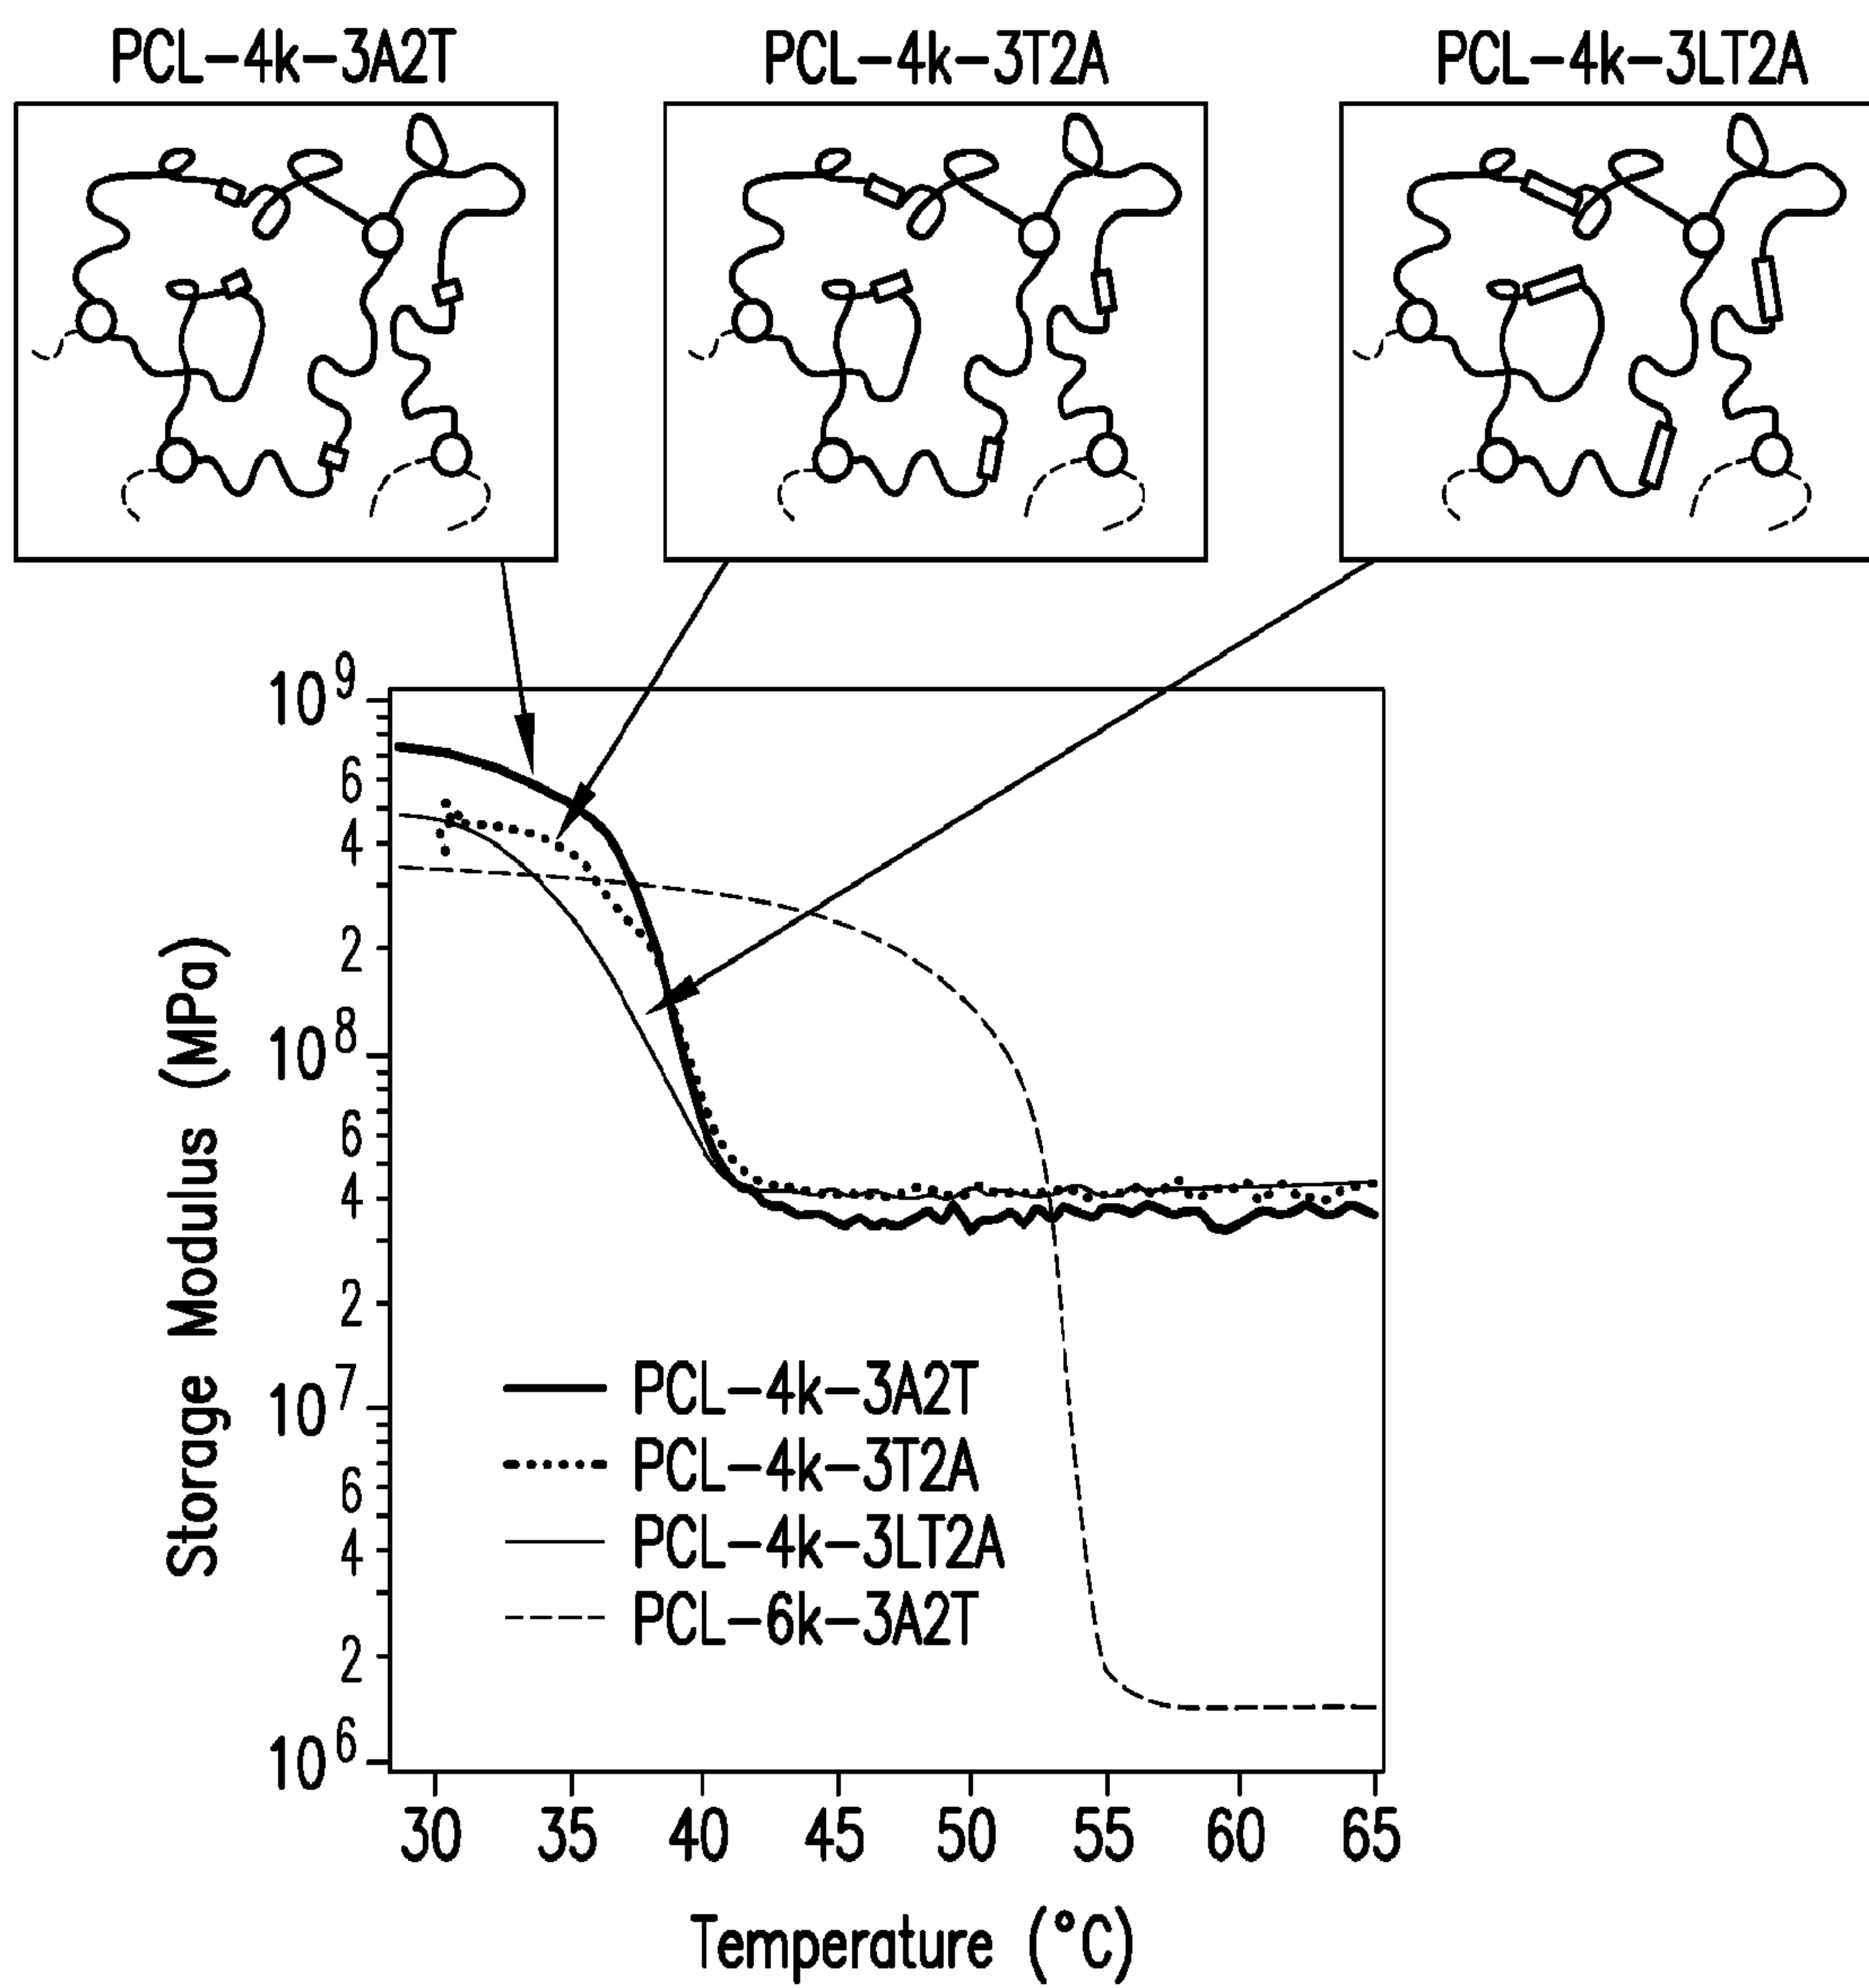 PCL-4k-3A2T
PCL-4k-3T2A
PCL-4k-3LT2A
Storage Modulus (MPa)
10^9
6
4
2
10^8
6
4
2
10^7
6
4
2
10^6
PCL-4k-3A2T
PCL-4k-3T2A
PCL-4k-3LT2A
PCL-6k-3A2T
30 35 40 45 50 55 60 65
Temperature (°C)